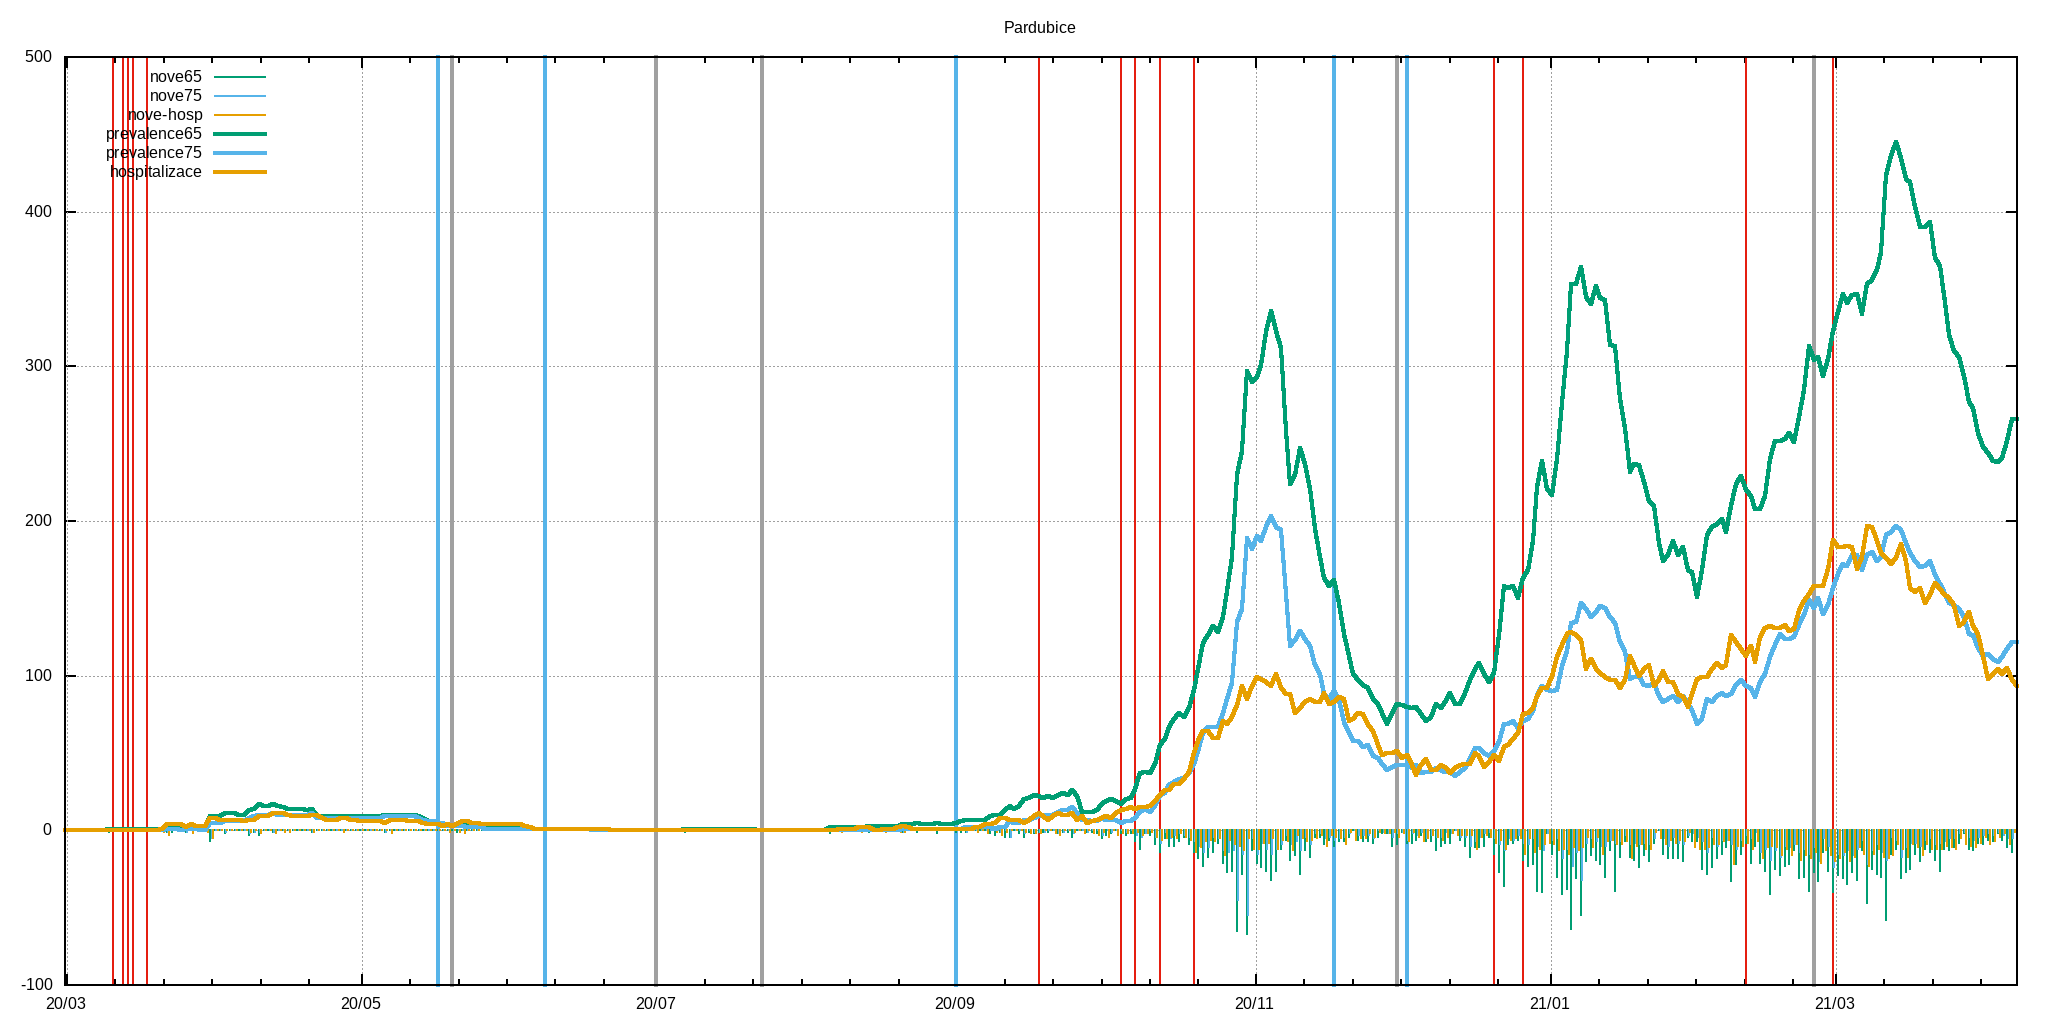 Pardubice
500
400
300
200
100
0
-100
nove65
nove75
nove-hosp
prevalence65
prevalence75
hospitalizace
20/03 20/05 20/07 20/09 20/11 21/01 21/03